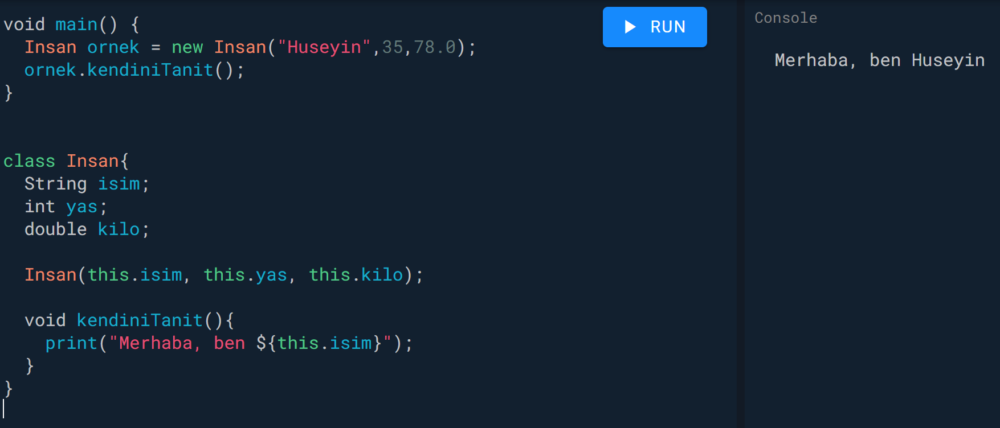 void main() {
  Insan ornek = new Insan("Huseyin",35,78.0);
  ornek.kendiniTanit();
}
class Insan{
  String isim;
  int yas;
  double kilo;
  Insan(this.isim, this.yas, this.kilo);
  void kendiniTanit(){
    print("Merhaba, ben ${this.isim}");
  }
}
RUN
Console
Merhaba, ben Huseyin